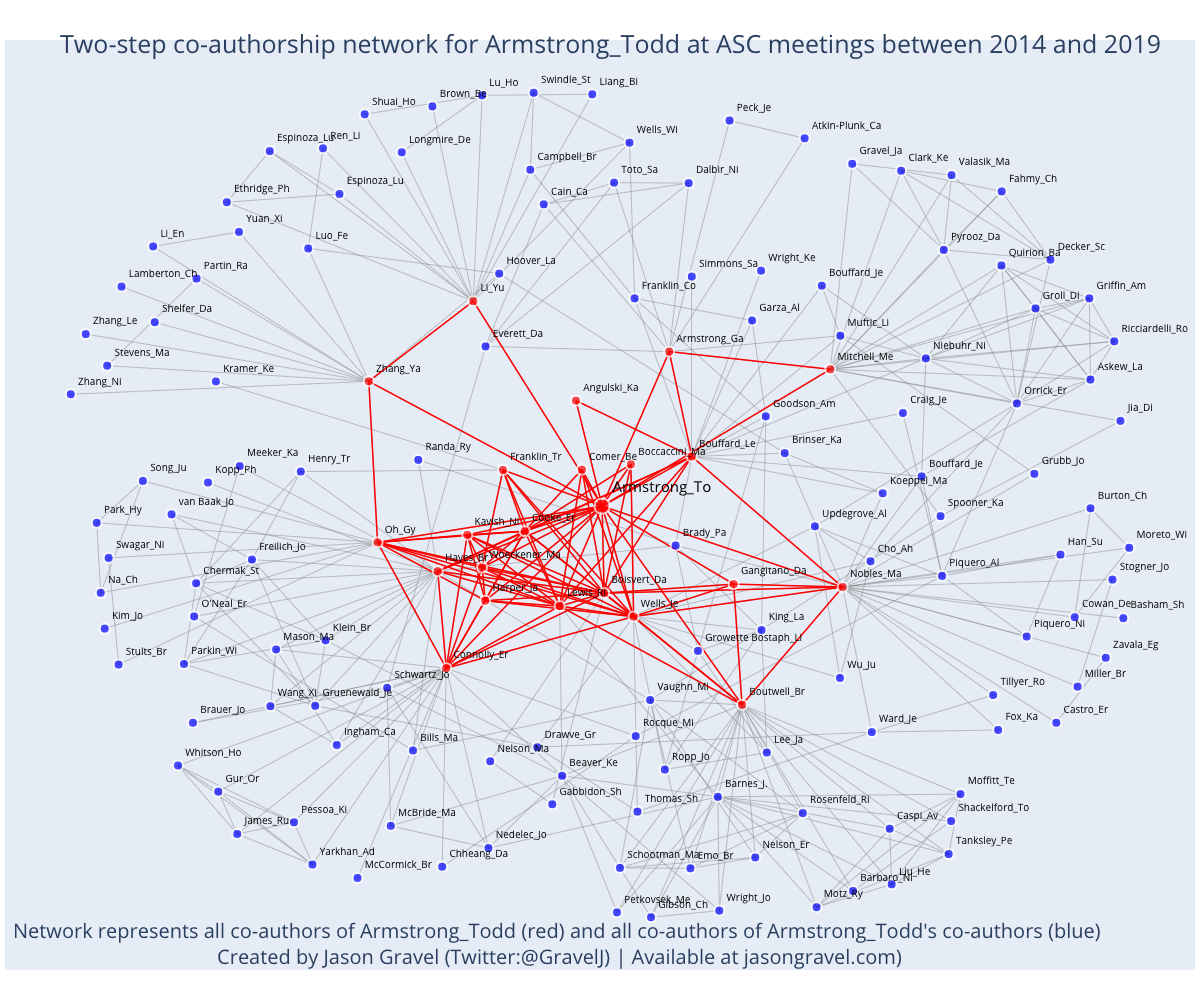 Two-step co-authorship network for Armstrong_Todd at ASC meetings between 2014 and 2019
Lu_Ho
Swindle_St
Liang_Bi
Brown_Be
Shuai_Ho
Peck_Je
Atkin-Plunk_Ca
Wells_Wi
Espinoza_Lu
Ren_Li
Longmire_De
Gravel_Ja
Clark_Ke
Valasik_Ma
Campbell_Br
Toto_Sa
Dalbir_Ni
Fahmy_Ch
Ethridge_Ph
Espinoza_Lu
Cain_Ca
Yuan_Xi
Li_En
Luo_Fe
Pyrooz_Da
Quirion_Ba
Decker_Sc
Lamberton_Ch
Partin_Ra
Hoover_La
Simmons_Sa
Wright_Ke
Bouffard_Je
Li_Yu
Franklin_Co
Griffin_Am
Groll_Di
Shelfer_Da
Zhang_Le
Garza_Al
Muftic_Li
Ricciardelli_Ro
Everett_Da
Armstrong_Ga
Niebuhr_Ni
Stevens_Ma
Mitchell_Me
Zhang_Ni
Kramer_Ke
Zhang_Ya
Askew_La
Angulski_Ka
Orrick_Er
Goodson_Am
Craig_Je
Jia_Di
Randa_Ry
Bouffard_Le
Brinser_Ka
Meeker_Ka
Henry_Tr
Franklin_Tr
Comer_Be
Boccaccini_Ma
Song_Ju
Kopp_Ph
Bouffard_Je
Grubb_Jo
Koeppel_Ma
Armstrong_To
van Baak_Jo
Park_Hy
Spooner_Ka
Burton_Ch
Updegrove_Al
Oh_Gy
Kavish_Ni
Cooke_Er
Brady_Pa
Swagar_Ni
Freilich_Jo
Han_Su
Moreto_Wi
Hayes_Br
Woeckener_Ma
Cho_Ah
Na_Ch
Chermak_St
Boisvert_Da
Gangitano_Da
Nobles_Ma
Piquero_Al
Stogner_Jo
Harper_Ja
Lewis_Ri
Kim_Jo
O'Neal_Er
Wells_Je
King_La
Cowan_De
Basham_Sh
Klein_Br
Growette Bostaph_Li
Piquero_Ni
Stults_Br
Parkin_Wi
Mason_Ma
Connolly_Er
Wu_Ju
Zavala_Eg
Schwartz_Jo
Miller_Br
Wang_Xi
Gruenewald_Je
Vaughn_Mi
Boutwell_Br
Tillyer_Ro
Brauer_Jo
Castro_Er
Ward_Je
Fox_Ka
Ingham_Ca
Bills_Ma
Nelson_Ma
Drawve_Gr
Rocque_Mi
Lee_Ja
Whitson_Ho
Beaver_Ke
Ropp_Jo
Gur_Or
Gabbidon_Sh
Thomas_Sh
Barnes_J.
Rosenfeld_Ri
Moffitt_Te
Shackelford_To
Caspi_Av
James_Ru
Pessoa_Ki
McBride_Ma
Nedelec_Jo
Tanksley_Pe
Yarkhan_Ad
McCormick_Br
Chheang_Da
Schootman_Ma
Emo_Br
Nelson_Er
Liu_He
Barbaro_Ni
Motz_Ry
Petkovsek_Me
Gibson_Ch
Wright_Jo
Network represents all co-authors of Armstrong_Todd (red) and all co-authors of Armstrong_Todd's co-authors (blue)
Created by Jason Gravel (Twitter:@GravelJ) | Available at jasongravel.com)